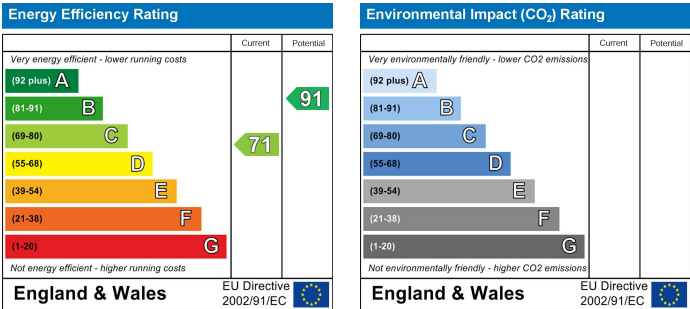 Energy Efficiency Rating
Current
Potential
Very energy efficient - lower running costs
(92 plus) A
(81-91) B
(69-80) C
(55-68) D
(39-54) E
(21-38) F
(1-20) G
71
91
Not energy efficient - higher running costs
England & Wales
EU Directive
2002/91/EC
Environmental Impact (CO₂) Rating
Current
Potential
Very environmentally friendly - lower CO2 emissions
(92 plus) A
(81-91) B
(69-80) C
(55-68) D
(39-54) E
(21-38) F
(1-20) G
Not environmentally friendly - higher CO2 emissions
England & Wales
EU Directive
2002/91/EC